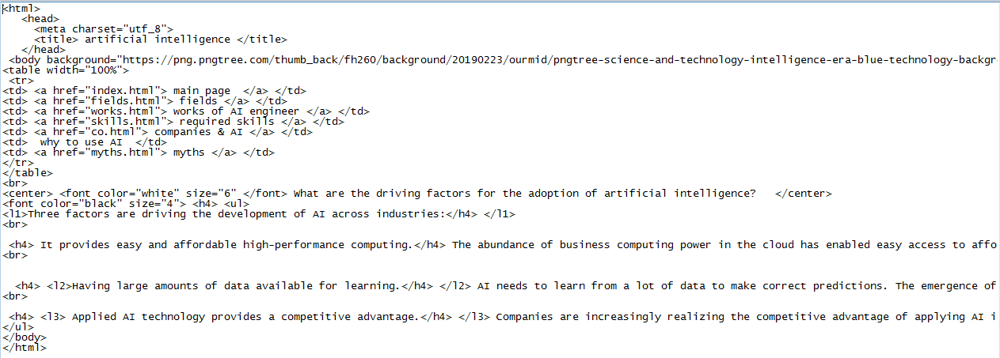 <html>
<head>
<meta charset="utf_8">
<title> artificial intelligence </title>
</head>
<body background="https://png.pngtree.com/thumb_back/fh260/background/20190223/ourmid/pngtree-science-and-technology-intelligence-era-blue-technology-backgr
<table width="100%">
<tr>
<td> <a href="index.html"> main page  </a> </td>
<td> <a href="fields.html"> fields </a> </td>
<td> <a href="works.html"> works of AI engineer </a> </td>
<td> <a href="skills.html"> required skills </a> </td>
<td> <a href="co.html"> companies & AI </a> </td>
<td>  why to use AI  </td>
<td> <a href="myths.html"> myths </a> </td>
</tr>
</table>
<br>
<center> <font color="white" size="6" </font> What are the driving factors for the adoption of artificial intelligence?   </center>
<font color="black" size="4"> <h4> <ul>
<l1>Three factors are driving the development of AI across industries:</h4> </l1>
<br>
<h4> It provides easy and affordable high-performance computing.</h4> The abundance of business computing power in the cloud has enabled easy access to affo
<br>
<h4> <l2>Having large amounts of data available for learning.</h4> </l2> AI needs to learn from a lot of data to make correct predictions. The emergence of
<br>
<h4> <l3> Applied AI technology provides a competitive advantage.</h4> </l3> Companies are increasingly realizing the competitive advantage of applying AI i
</ul>
</body>
</html>